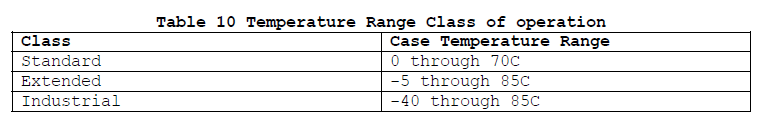 Table 10 Temperature Range Class of operation
Class Case Temperature Range
Standard 0 through 70C
Extended -5 through 85C
Industrial -40 through 85C